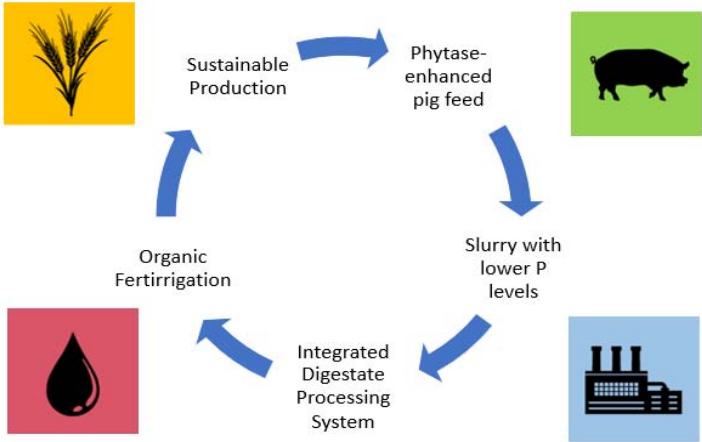 Sustainable
Production
Phytase-
enhanced
pig feed
Slurry with
lower P
levels
Integrated
Digestate
Processing
System
Organic
Fertirrigation